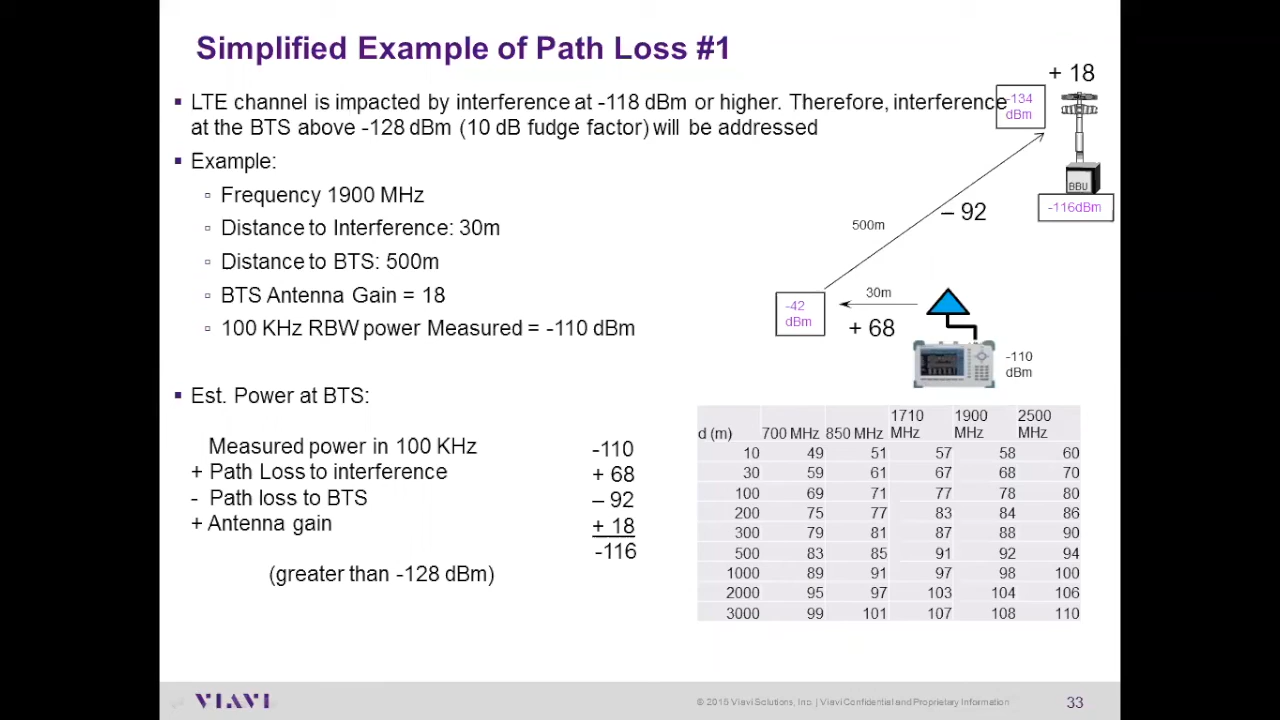 Simplified Example of Path Loss #1
▪ LTE channel is impacted by interference at -118 dBm or higher. Therefore, interference
at the BTS above -128 dBm (10 dB fudge factor) will be addressed
▪ Example:
▫ Frequency 1900 MHz
▫ Distance to Interference: 30m
▫ Distance to BTS: 500m
▫ BTS Antenna Gain = 18
▫ 100 KHz RBW power Measured = -110 dBm
▪ Est. Power at BTS:
Measured power in 100 KHz -110
+ Path Loss to interference + 68
- Path loss to BTS – 92
+ Antenna gain + 18
-116
(greater than -128 dBm)
+ 18
-134
dBm
BBU
-116dBm
– 92
500m
30m
-42
dBm
+ 68
-110
dBm
d (m) 700 MHz 850 MHz 1710 MHz 1900 MHz 2500 MHz
10 49 51 57 58 60
30 59 61 67 68 70
100 69 71 77 78 80
200 75 77 83 84 86
300 79 81 87 88 90
500 83 85 91 92 94
1000 89 91 97 98 100
2000 95 97 103 104 106
3000 99 101 107 108 110
VIAVI
© 2015 Viavi Solutions, Inc. | Viavi Confidential and Proprietary Information
33